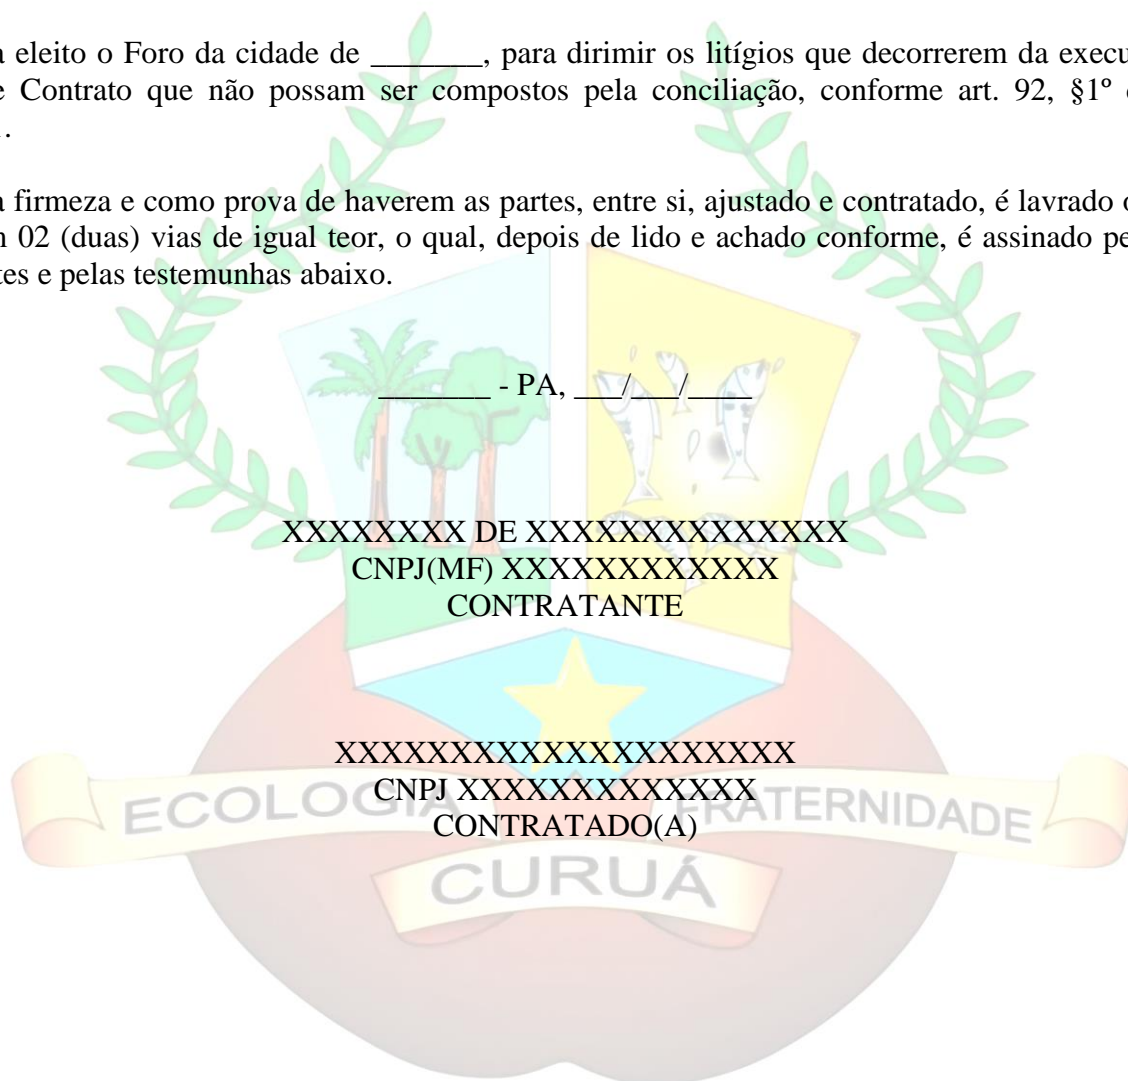 eleito o Foro da cidade de _______, para dirimir os litígios que decorrerem da execu
e Contrato que não possam ser compostos pela conciliação, conforme art. 92, §1º
.
a firmeza e como prova de haverem as partes, entre si, ajustado e contratado, é lavrado o
02 (duas) vias de igual teor, o qual, depois de lido e achado conforme, é assinado pe
tes e pelas testemunhas abaixo.
_______ - PA, ___/___/____
XXXXXXXX DE XXXXXXXXXXXXXX
CNPJ(MF) XXXXXXXXXXXX
CONTRATANTE
XXXXXXXXXXXXXXXXXXXX
CNPJ XXXXXXXXXXXXX
CONTRATADO(A)
ECOLOGIA FRATERNIDADE
CURUÁ